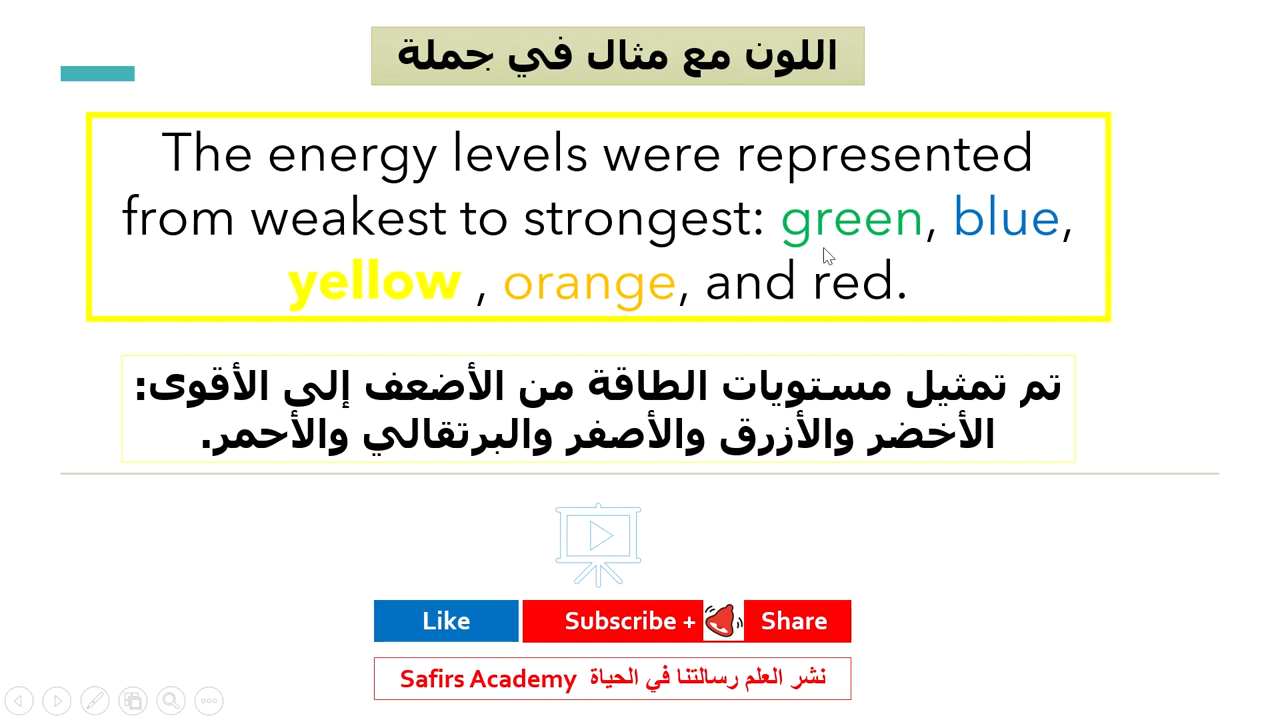 اللون مع مثال في جملة
The energy levels were represented
from weakest to strongest: green, blue,
yellow , orange, and red.
تم تمثيل مستويات الطاقة من الأضعف إلى الأقوى:
الأخضر والأزرق والأصفر والبرتقالي والأحمر.
Like Subscribe + Share
Safirs Academy نشر العلم رسالتنا في الحياة